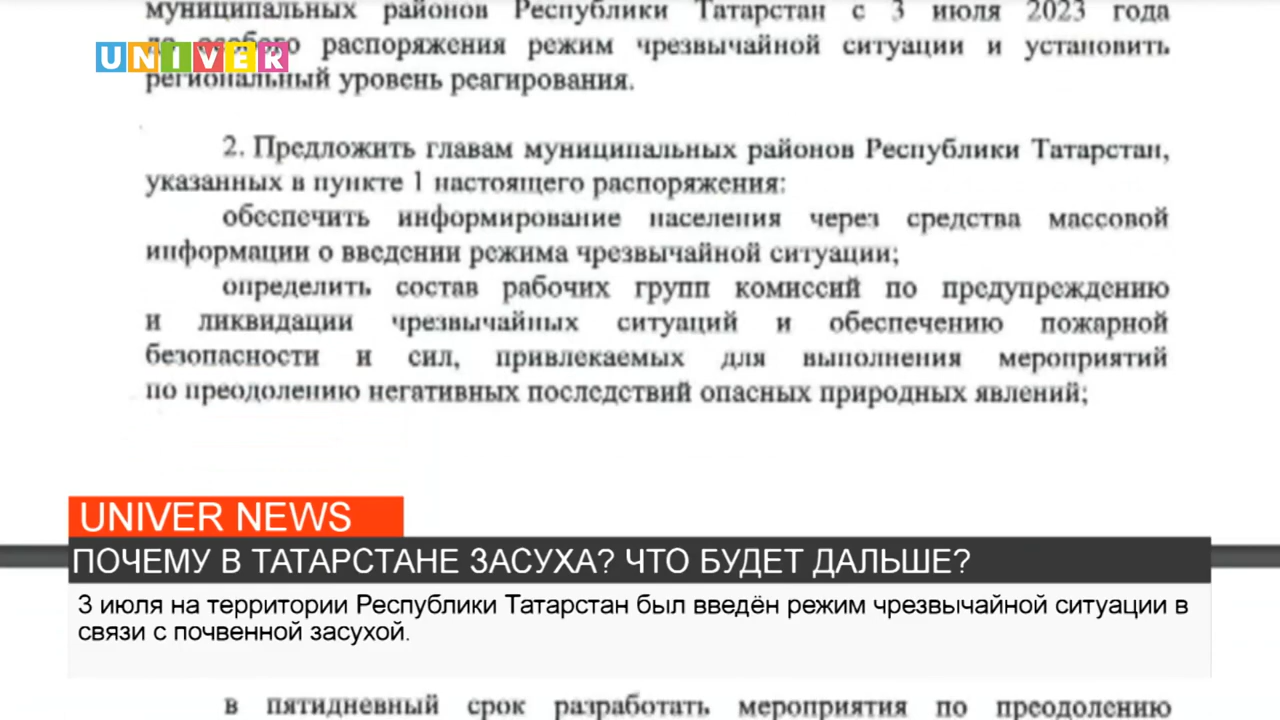 муниципальных районов Республики Татарстан с 3 июля 2023 года
UNIVER
особого распоряжения режим чрезвычайной ситуации и установить
региональный уровень реагирования.
2. Предложить главам муниципальных районов Республики Татарстан,
указанных в пункте 1 настоящего распоряжения:
обеспечить информирование населения через средства массовой
информации о введении режима чрезвычайной ситуации;
определить состав рабочих групп комиссий по предупреждению
и ликвидации чрезвычайных ситуаций и обеспечению пожарной
безопасности и сил, привлекаемых для выполнения мероприятий
по преодолению негативных последствий опасных природных явлений;
UNIVER NEWS
ПОЧЕМУ В ТАТАРСТАНЕ ЗАСУХА? ЧТО БУДЕТ ДАЛЬШЕ?
3 июля на территории Республики Татарстан был введён режим чрезвычайной ситуации в
связи с почвенной засухой.
в пятидневный срок разработать мероприятия по преодолению